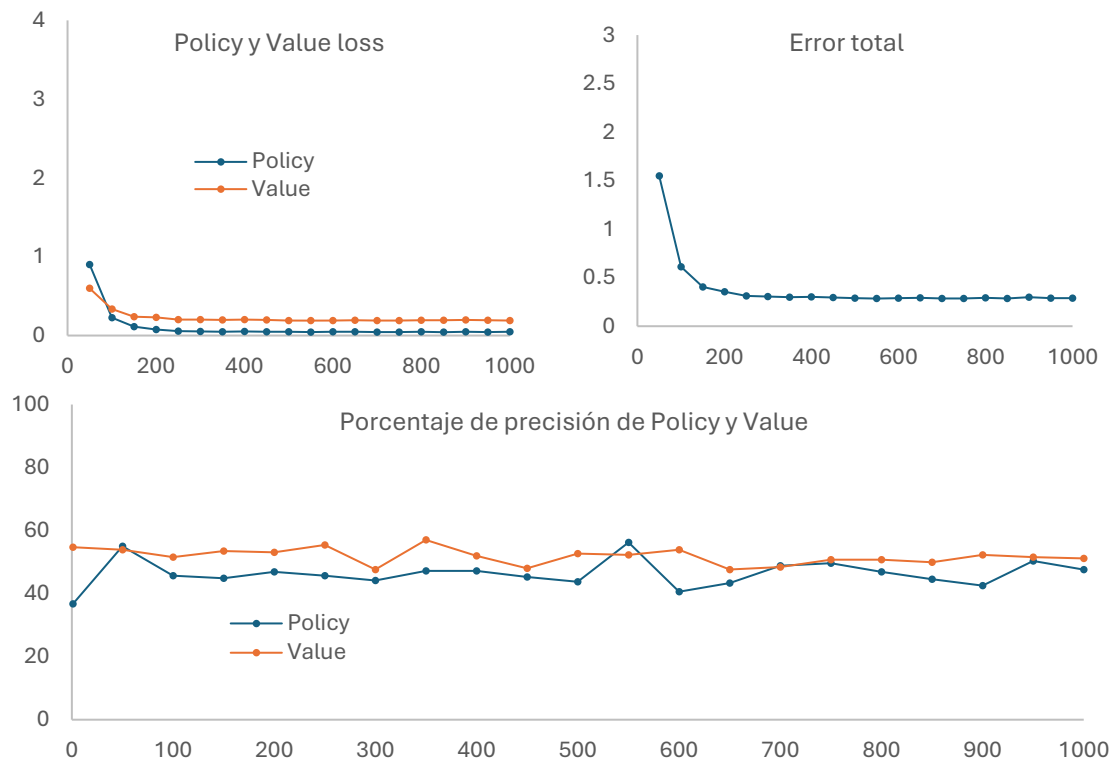 Policy y Value loss
4
3
2
1
0
Policy
Value
0 200 400 600 800 1000
Error total
3
2.5
2
1.5
1
0.5
0
0 200 400 600 800 1000
Porcentaje de precisión de Policy y Value
100
80
60
40
20
0
Policy
Value
0 100 200 300 400 500 600 700 800 900 1000